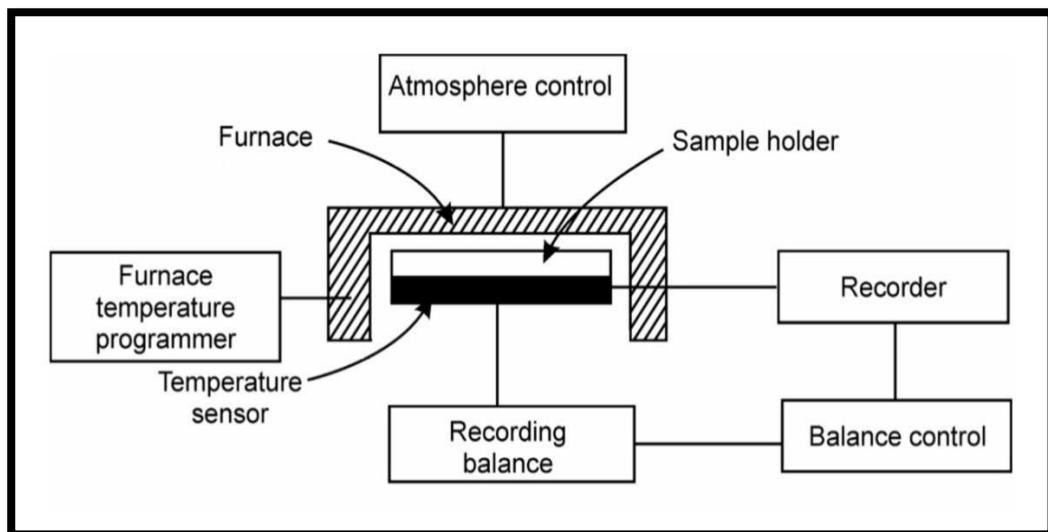 Atmosphere control
Furnace
Sample holder
Furnace
temperature
programmer
Recorder
Temperature
sensor
Recording
balance
Balance control